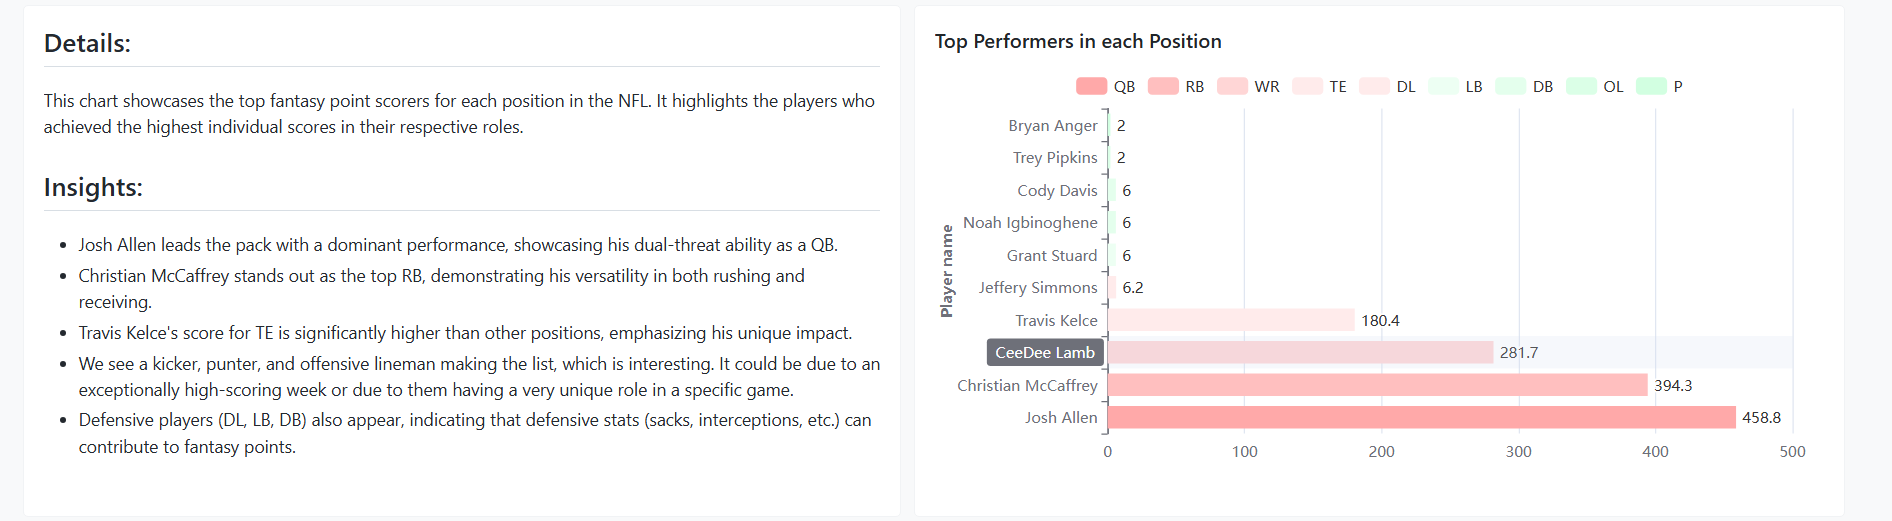 Details:
This chart showcases the top fantasy point scorers for each position in the NFL. It highlights the players who
achieved the highest individual scores in their respective roles.
Insights:
• Josh Allen leads the pack with a dominant performance, showcasing his dual-threat ability as a QB.
• Christian McCaffrey stands out as the top RB, demonstrating his versatility in both rushing and
receiving.
• Travis Kelce's score for TE is significantly higher than other positions, emphasizing his unique impact.
• We see a kicker, punter, and offensive lineman making the list, which is interesting. It could be due to an
exceptionally high-scoring week or due to them having a very unique role in a specific game.
• Defensive players (DL, LB, DB) also appear, indicating that defensive stats (sacks, interceptions, etc.) can
contribute to fantasy points.
Top Performers in each Position
QB RB WR TE DL LB DB OL P
Player name
Bryan Anger 2
Trey Pipkins 2
Cody Davis 6
Noah Igbinoghene 6
Grant Stuard 6
Jeffery Simmons 6.2
Travis Kelce 180.4
CeeDee Lamb 281.7
Christian McCaffrey 394.3
Josh Allen 458.8
0 100 200 300 400 500